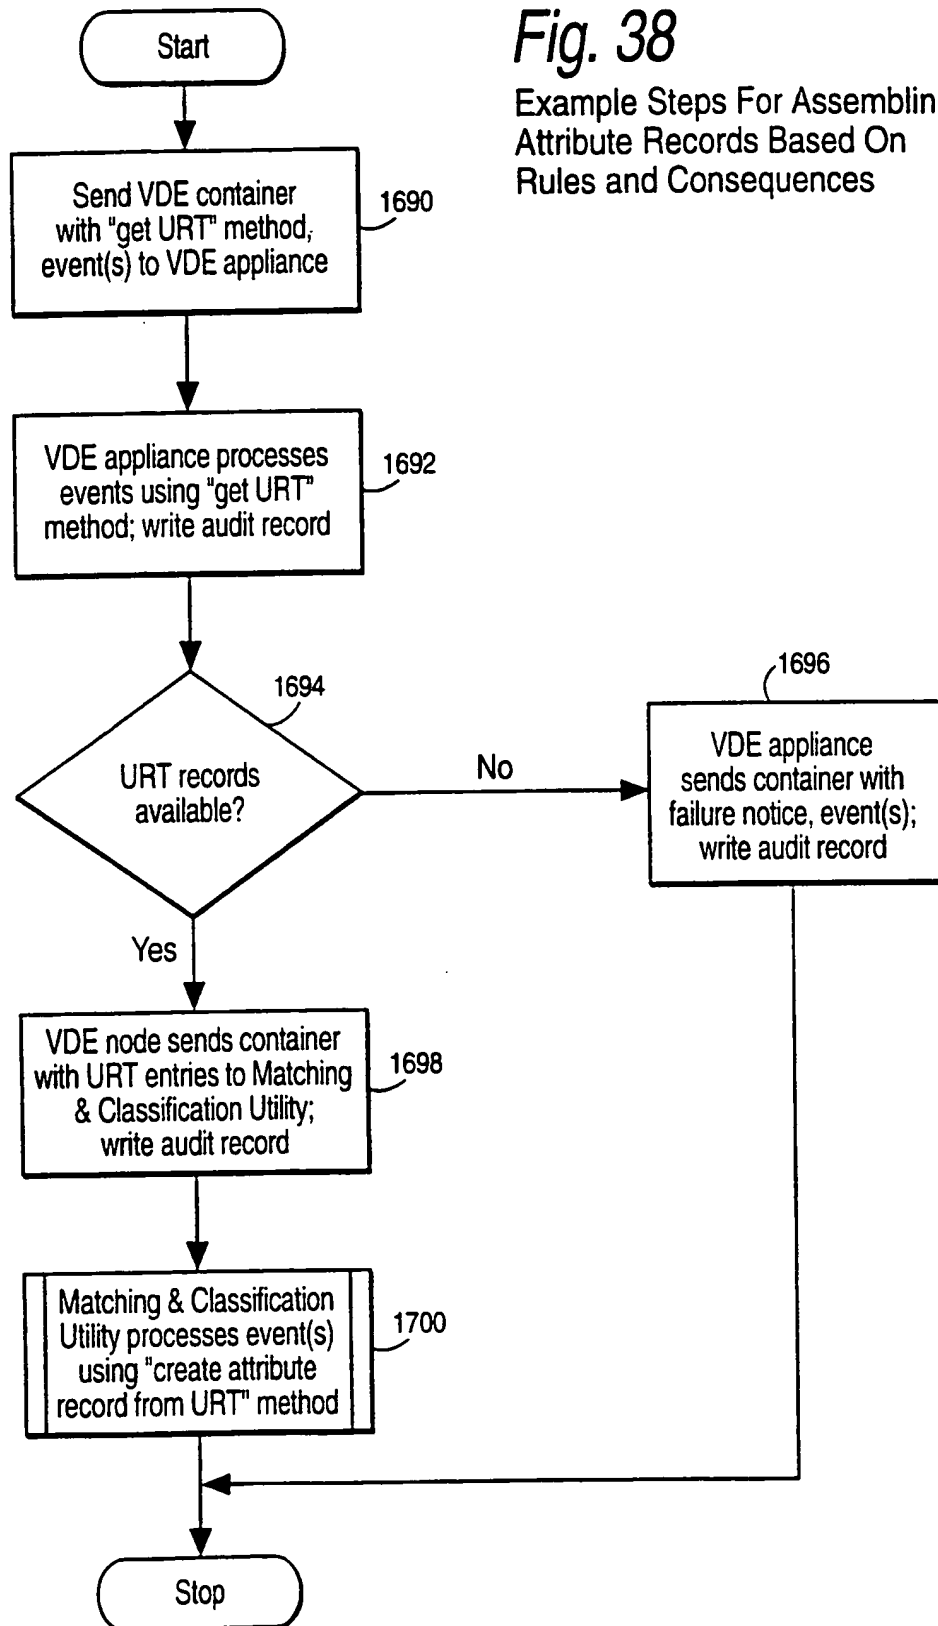 Fig. 38
Example Steps For Assemblin
Attribute Records Based On
Rules and Consequences
Start
Send VDE container
with "get URT" method,
event(s) to VDE appliance
1690
VDE appliance processes
events using "get URT"
method; write audit record
1692
URT records
available?
1694
No
1696
VDE appliance
sends container with
failure notice, event(s);
write audit record
Yes
VDE node sends container
with URT entries to Matching
& Classification Utility;
write audit record
1698
Matching & Classification
Utility processes event(s)
using "create attribute
record from URT" method
1700
Stop